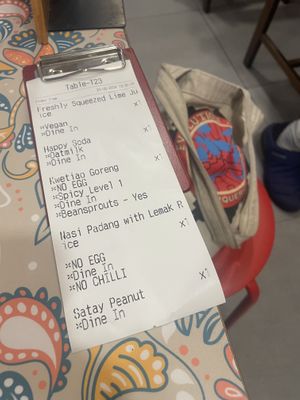 Table-123
Freshly Squeezed Lime Ju
ice x1
※Vegan
※Dine In
Happy Soda x1
※Oatmilk
※Dine In
Kwetiao Goreng x1
※NO EGG
※Spicy Level 1
※Dine In
※Beansprouts - Yes
Nasi Padang with Lemak R
ice x1
※NO EGG
※Dine In
※NO CHILLI
Satay Peanut x1
※Dine In